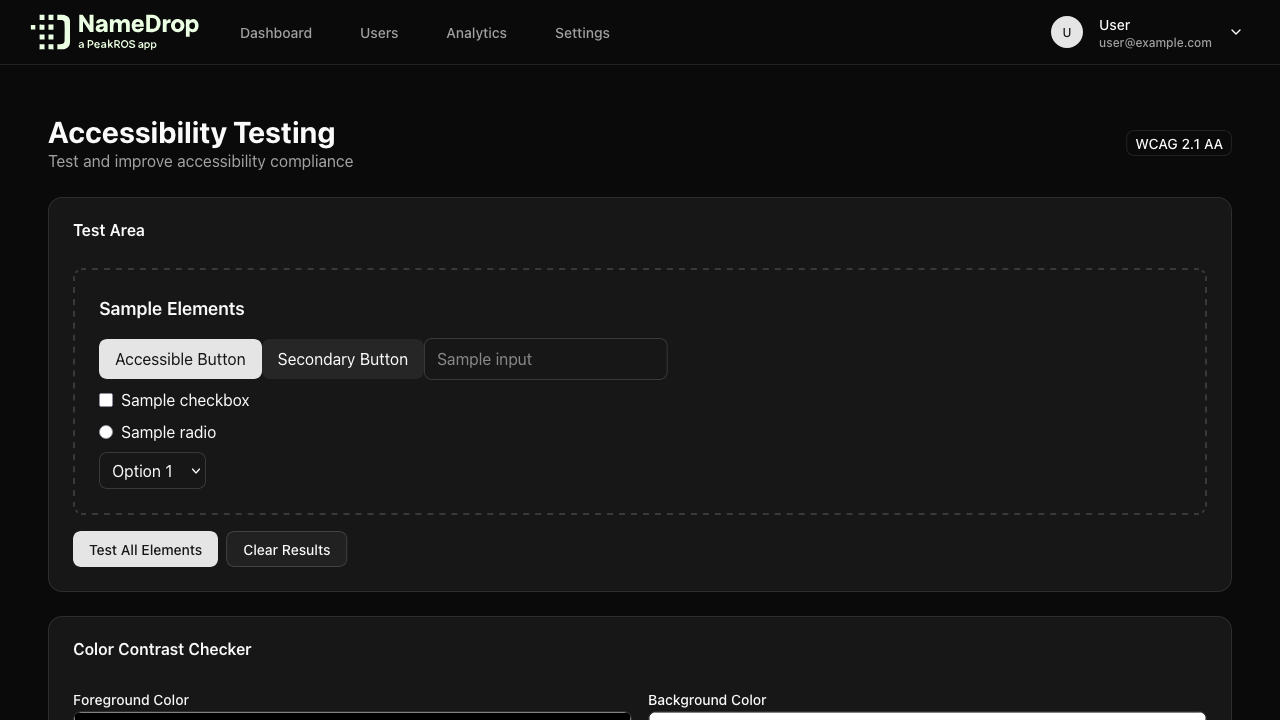 NameDrop
a PeakROS app
Dashboard
Users
Analytics
Settings
U
User
user@example.com
Accessibility Testing
Test and improve accessibility compliance
WCAG 2.1 AA
Test Area
Sample Elements
Accessible Button
Secondary Button
Sample input
Sample checkbox
Sample radio
Option 1
Test All Elements
Clear Results
Color Contrast Checker
Foreground Color
Background Color